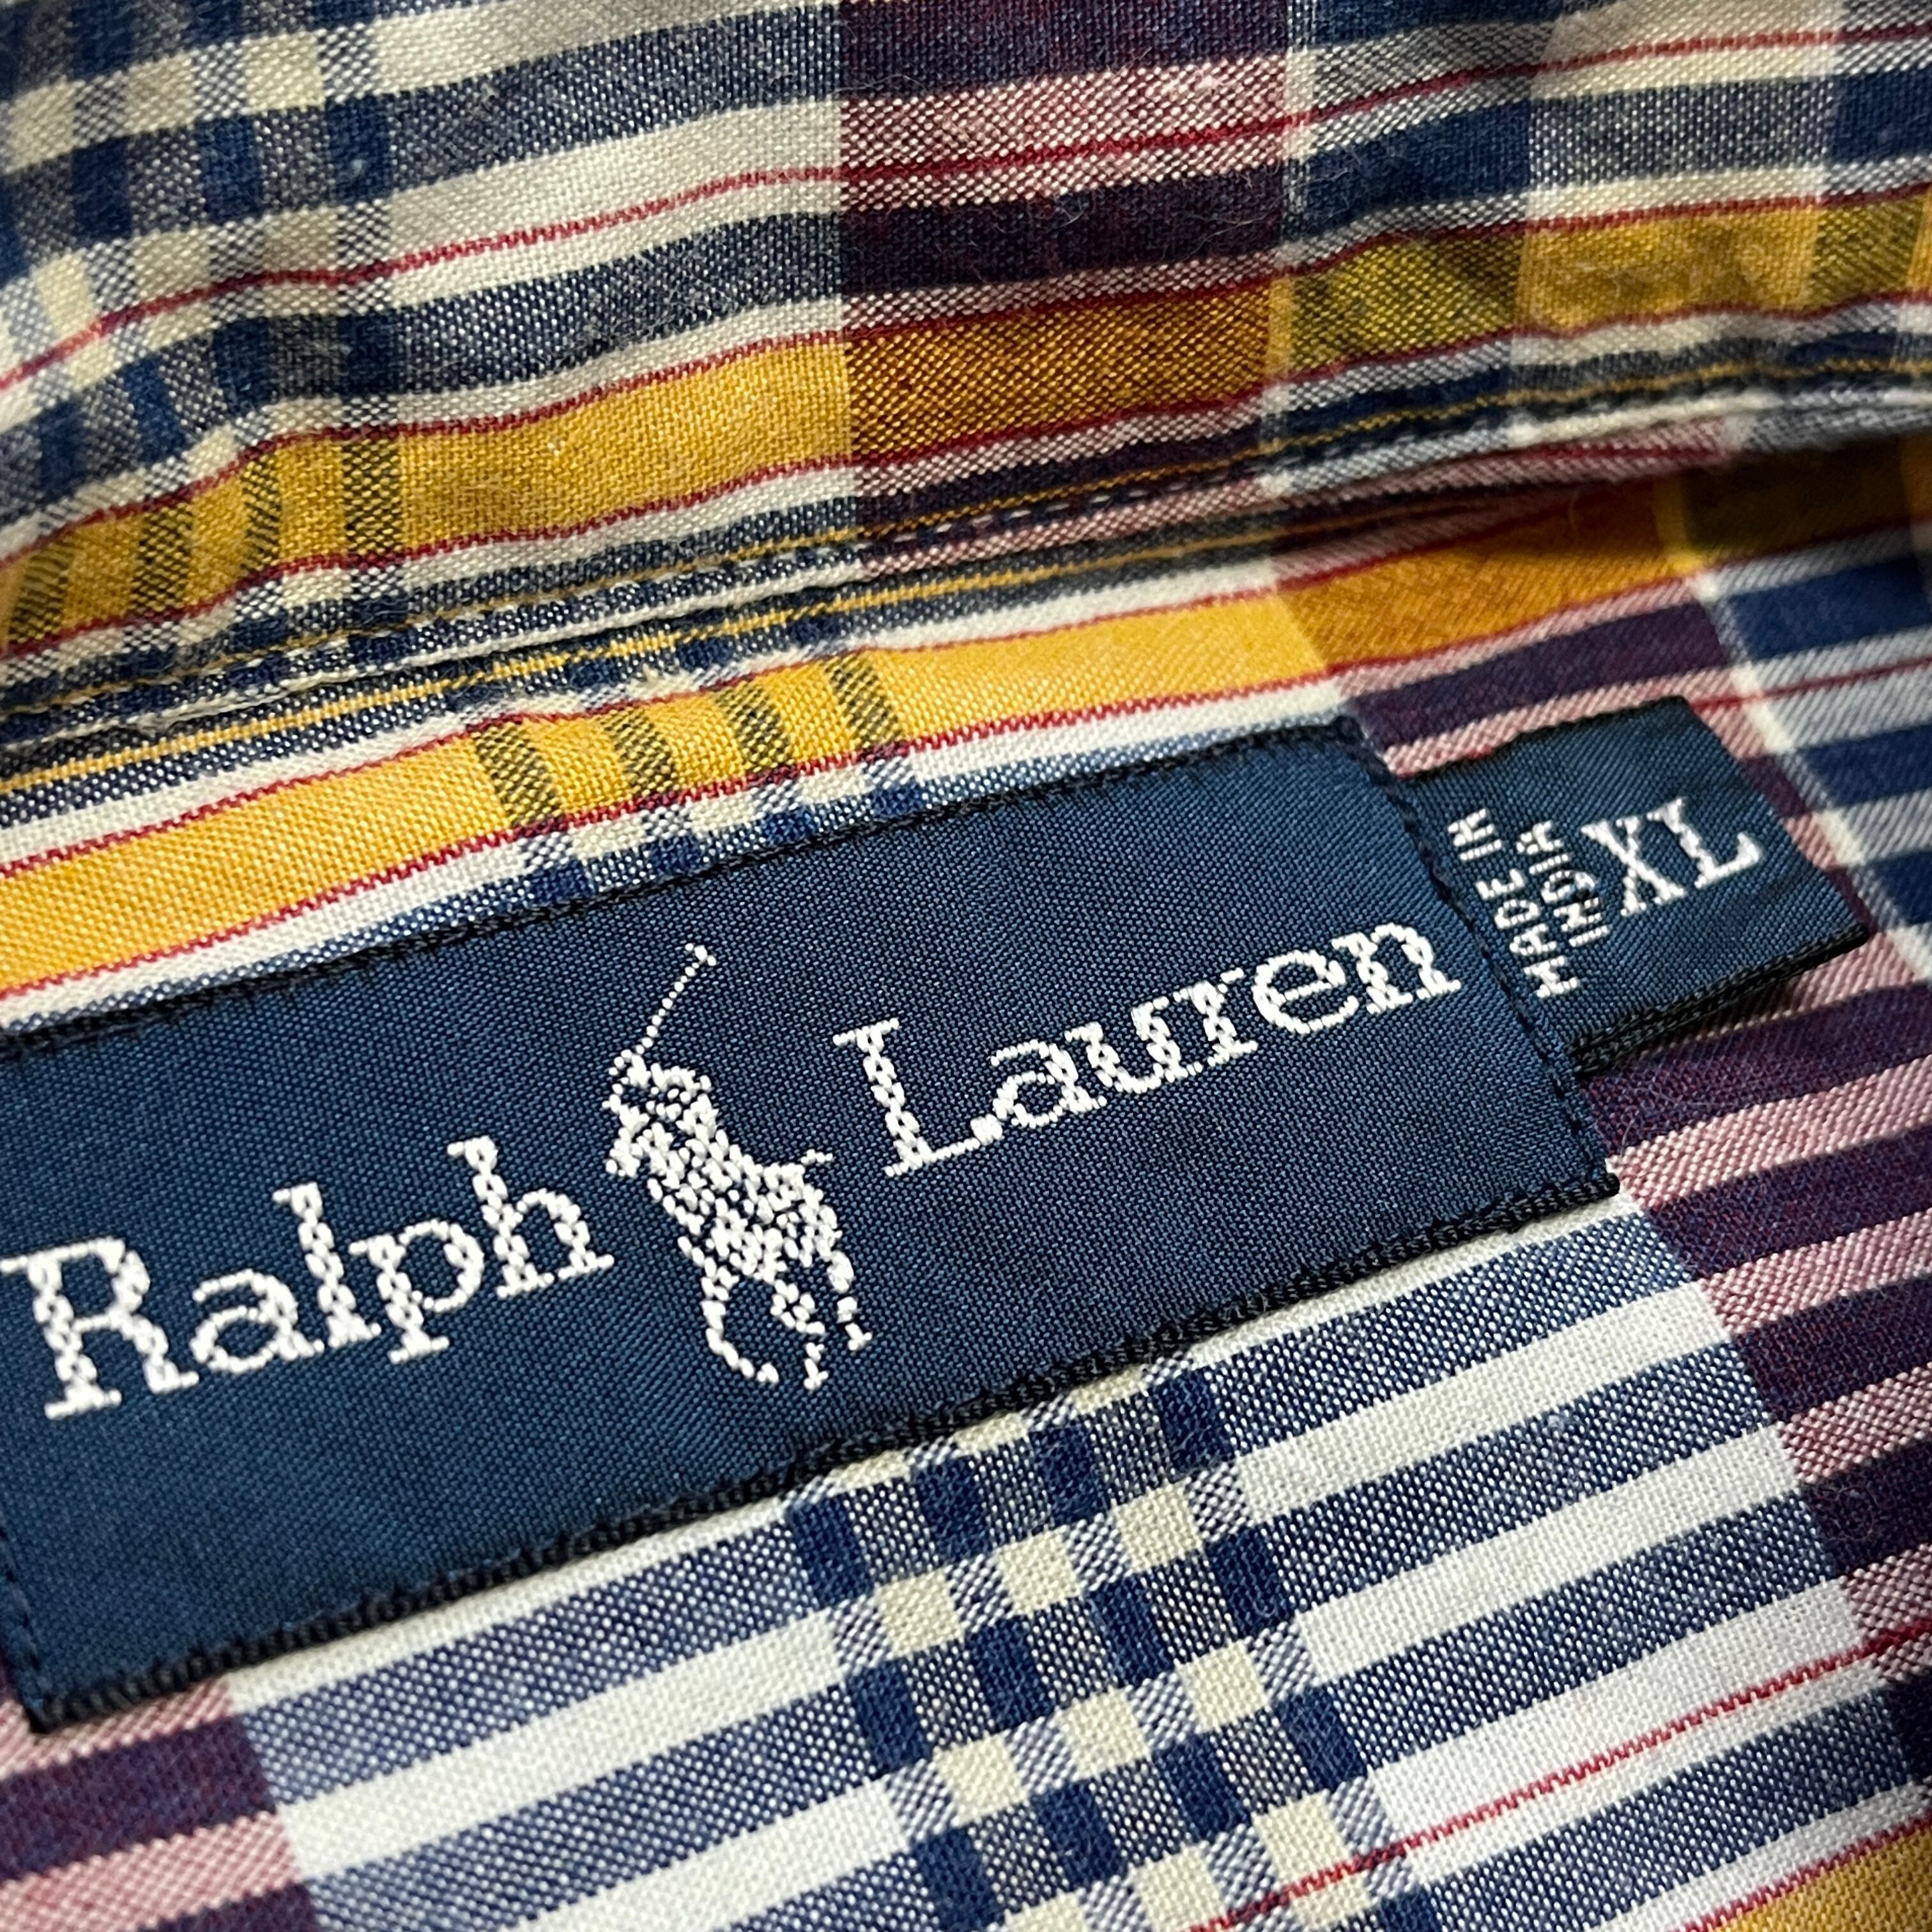 Ralph Lauren
MADE IN
INDIA
XL